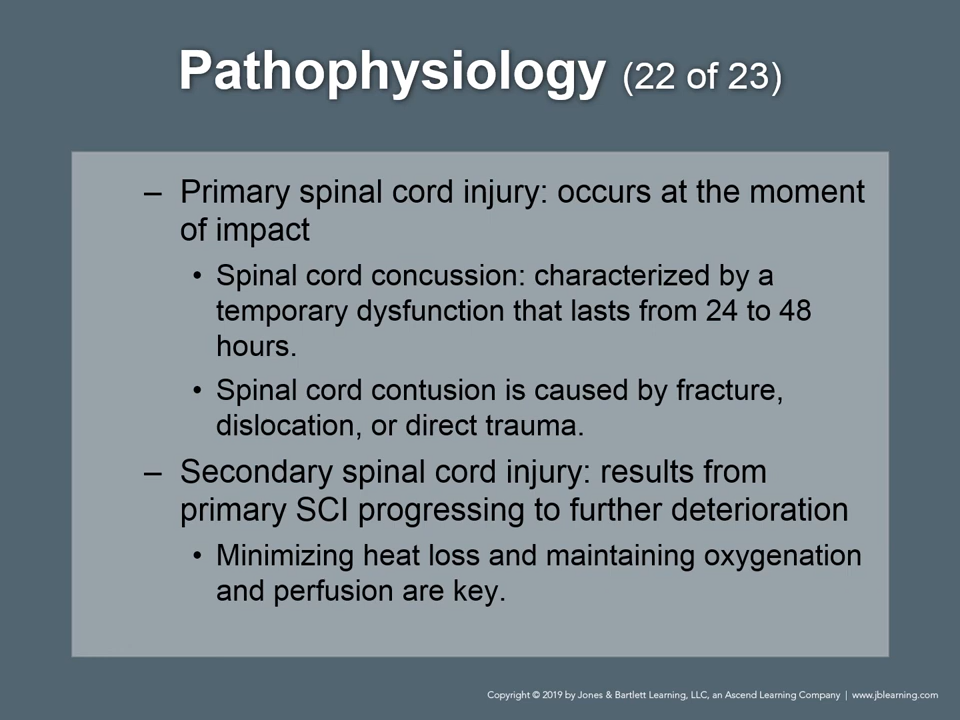 Pathophysiology (22 of 23)
– Primary spinal cord injury: occurs at the moment
of impact
• Spinal cord concussion: characterized by a
temporary dysfunction that lasts from 24 to 48
hours.
• Spinal cord contusion is caused by fracture,
dislocation, or direct trauma.
– Secondary spinal cord injury: results from
primary SCI progressing to further deterioration
• Minimizing heat loss and maintaining oxygenation
and perfusion are key.
Copyright © 2019 by Jones & Bartlett Learning, LLC, an Ascend Learning Company | www.jblearning.com